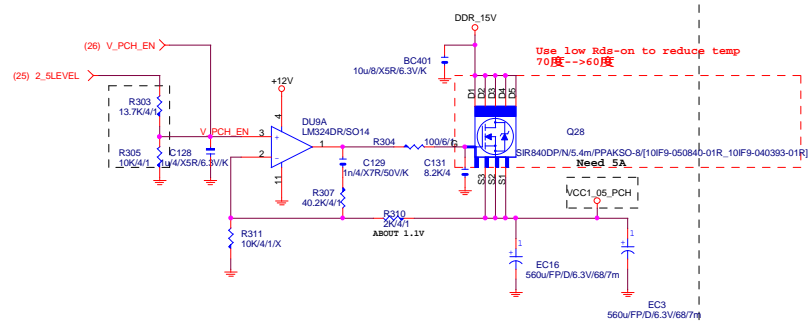 DDR_15V
(26) V_PCH_EN
BC401
10u/8/X5R/6.3V/K
Use low Rds-on to reduce temp
70度-->60度
(25) 2_5LEVEL
+12V
D1
D2
D3
D4
D5
R303
13.7K/4/1
4
DU9A
LM324DR/SO14
V_PCH_EN
3
+
1
R304
100/6/1
G
Q28
SIR840DP/N/5.4m/PPAKSO-8/[10IF9-050840-01R_10IF9-040393-01R]
R305
10K/4/1
C128
1u/4/X5R/6.3V/K
2
-
11
C129
1n/4/X7R/50V/K
C131
8.2K/4
S3
S2
S1
Need 5A
R307
40.2K/4/1
VCC1_05_PCH
R310
2K/4/1
ABOUT 1.1V
R311
10K/4/1/X
1
+
EC16
560u/FP/D/6.3V/68/7m
1
+
EC3
560u/FP/D/6.3V/68/7m